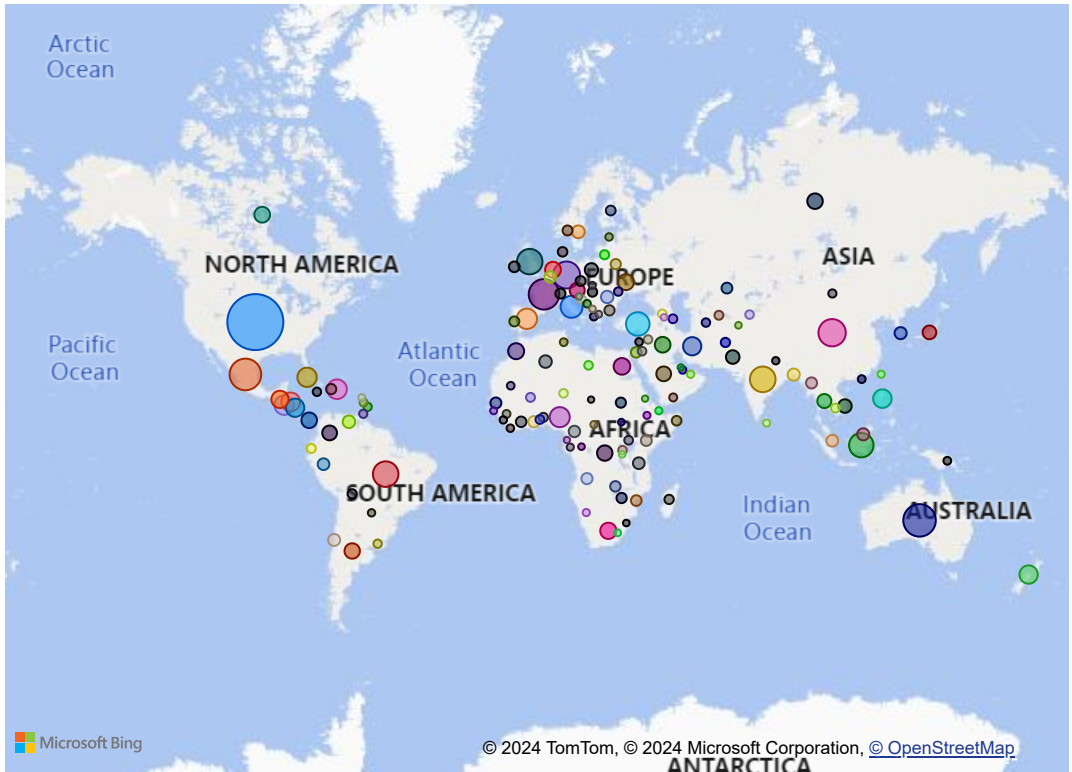 Arctic
Ocean
NORTH AMERICA
ASIA
EUROPE
Pacific
Ocean
Atlantic
Ocean
AFRICA
SOUTH AMERICA
Indian
Ocean
AUSTRALIA
Microsoft Bing
© 2024 TomTom, © 2024 Microsoft Corporation, © OpenStreetMap
ANTARCTICA